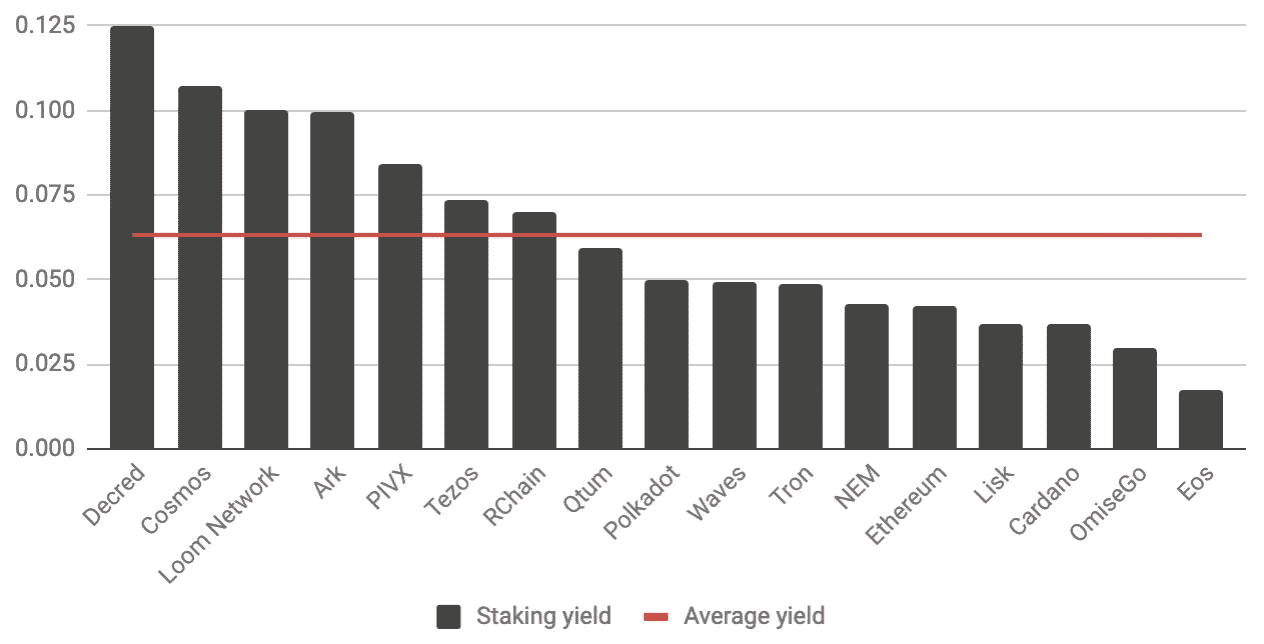 0.125
0.100
0.075
0.050
0.025
0.000
Decred
Cosmos
Loom Network
Ark
PIVX
Tezos
RChain
Qtum
Polkadot
Waves
Tron
NEM
Ethereum
Lisk
Cardano
OmiseGo
Eos
Staking yield Average yield